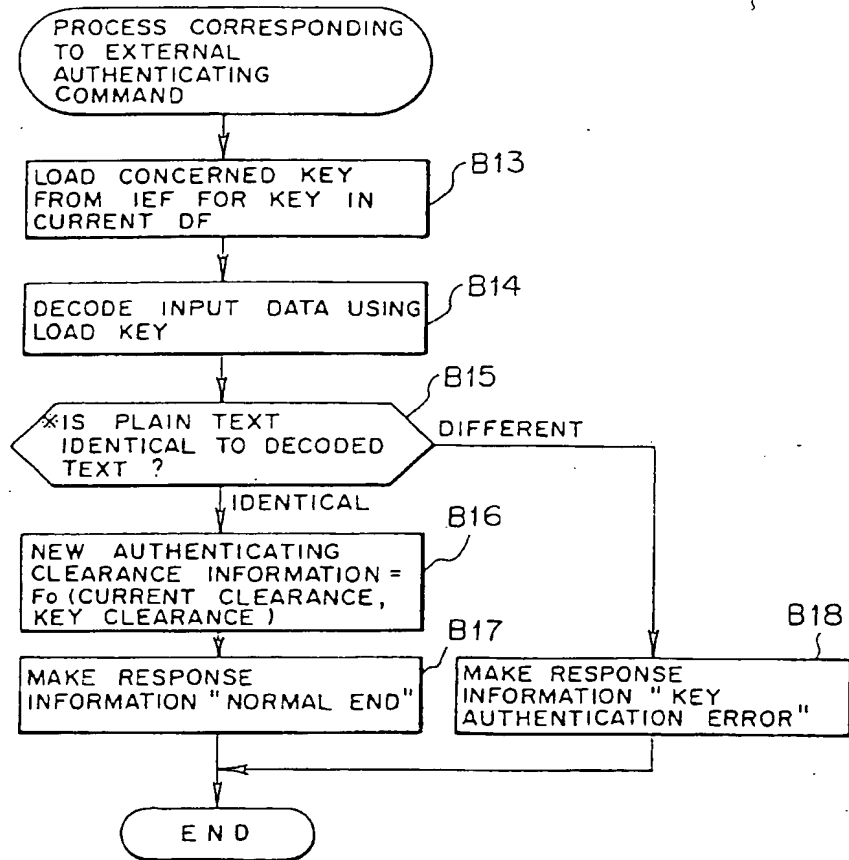 PROCESS CORRESPONDING
TO EXTERNAL
AUTHENTICATING
COMMAND
B13
LOAD CONCERNED KEY
FROM IEF FOR KEY IN
CURRENT DF
B14
DECODE INPUT DATA USING
LOAD KEY
B15
※IS PLAIN TEXT
IDENTICAL TO DECODED
TEXT ?
DIFFERENT
IDENTICAL
B16
NEW AUTHENTICATING
CLEARANCE INFORMATION =
Fo (CURRENT CLEARANCE,
KEY CLEARANCE)
B17
MAKE RESPONSE
INFORMATION "NORMAL END"
B18
MAKE RESPONSE
INFORMATION " KEY
AUTHENTICATION ERROR"
END